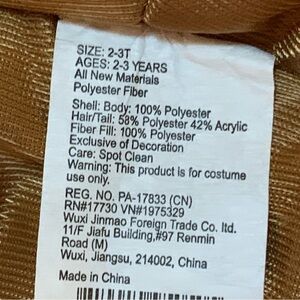 SIZE: 2-3T
AGES: 2-3 YEARS
All New Materials
Polyester Fiber
Shell: Body: 100% Polyester
Hair/Tail: 58% Polyester 42% Acrylic
Fiber Fill: 100% Polyester
Exclusive of Decoration
Care: Spot Clean
Warning: This product is for costume
use only.
REG. NO. PA-17833 (CN)
RN#17730 VN#1975329
Wuxi Jinmao Foreign Trade Co. ltd.
11/F Jiafu Building,#97 Renmin
Road (M)
Wuxi, Jiangsu, 214002, China
Made in China